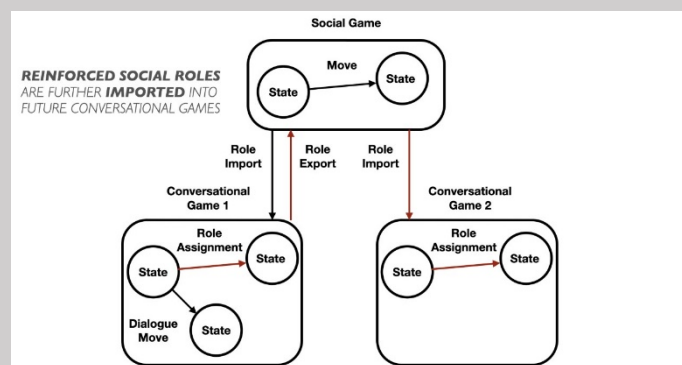 Social Game
REINFORCED SOCIAL ROLES
ARE FURTHER IMPORTED INTO
FUTURE CONVERSATIONAL GAMES
Move
State
State
Role
Import
Role
Export
Role
Import
Conversational
Game 1
Conversational
Game 2
Role
Assignment
State
State
Dialogue
Move
State
Role
Assignment
State
State